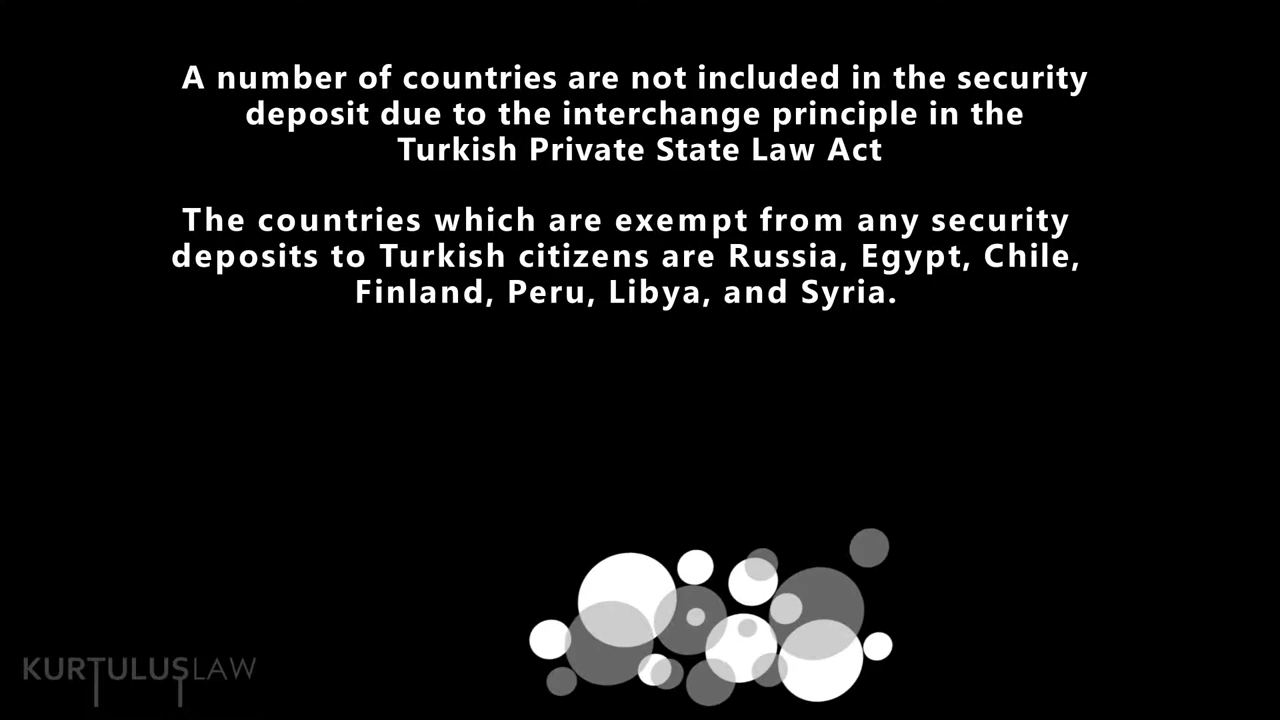 A number of countries are not included in the security
deposit due to the interchange principle in the
Turkish Private State Law Act
The countries which are exempt from any security
deposits to Turkish citizens are Russia, Egypt, Chile,
Finland, Peru, Libya, and Syria.
KURTULUSLAW